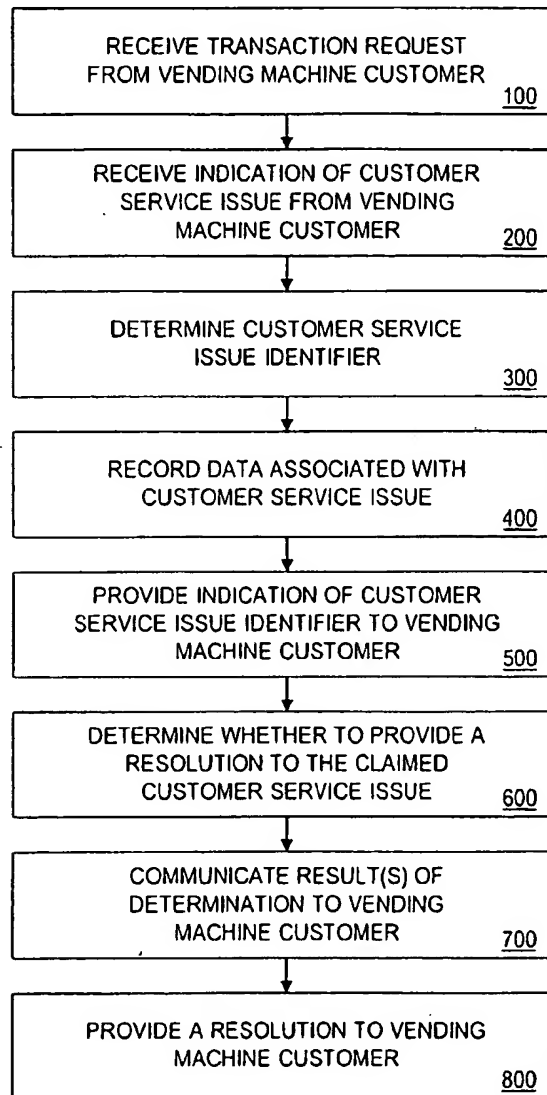 RECEIVE TRANSACTION REQUEST
FROM VENDING MACHINE CUSTOMER
100
RECEIVE INDICATION OF CUSTOMER
SERVICE ISSUE FROM VENDING
MACHINE CUSTOMER
200
DETERMINE CUSTOMER SERVICE
ISSUE IDENTIFIER
300
RECORD DATA ASSOCIATED WITH
CUSTOMER SERVICE ISSUE
400
PROVIDE INDICATION OF CUSTOMER
SERVICE ISSUE IDENTIFIER TO VENDING
MACHINE CUSTOMER
500
DETERMINE WHETHER TO PROVIDE A
RESOLUTION TO THE CLAIMED
CUSTOMER SERVICE ISSUE
600
COMMUNICATE RESULT(S) OF
DETERMINATION TO VENDING
MACHINE CUSTOMER
700
PROVIDE A RESOLUTION TO VENDING
MACHINE CUSTOMER
800